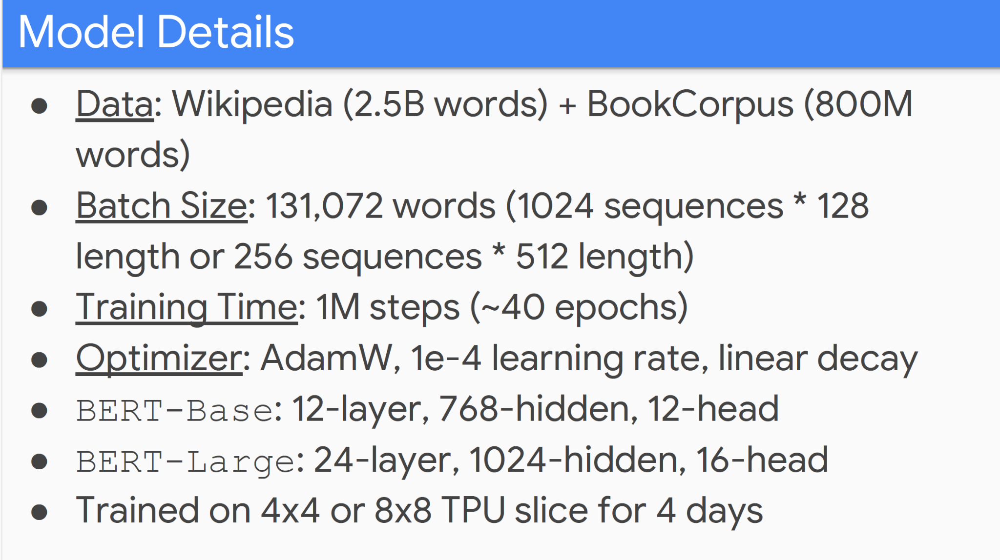 Model Details
● Data: Wikipedia (2.5B words) + BookCorpus (800M
words)
● Batch Size: 131,072 words (1024 sequences * 128
length or 256 sequences * 512 length)
● Training Time: 1M steps (~40 epochs)
● Optimizer: AdamW, 1e-4 learning rate, linear decay
● BERT-Base: 12-layer, 768-hidden, 12-head
● BERT-Large: 24-layer, 1024-hidden, 16-head
● Trained on 4x4 or 8x8 TPU slice for 4 days